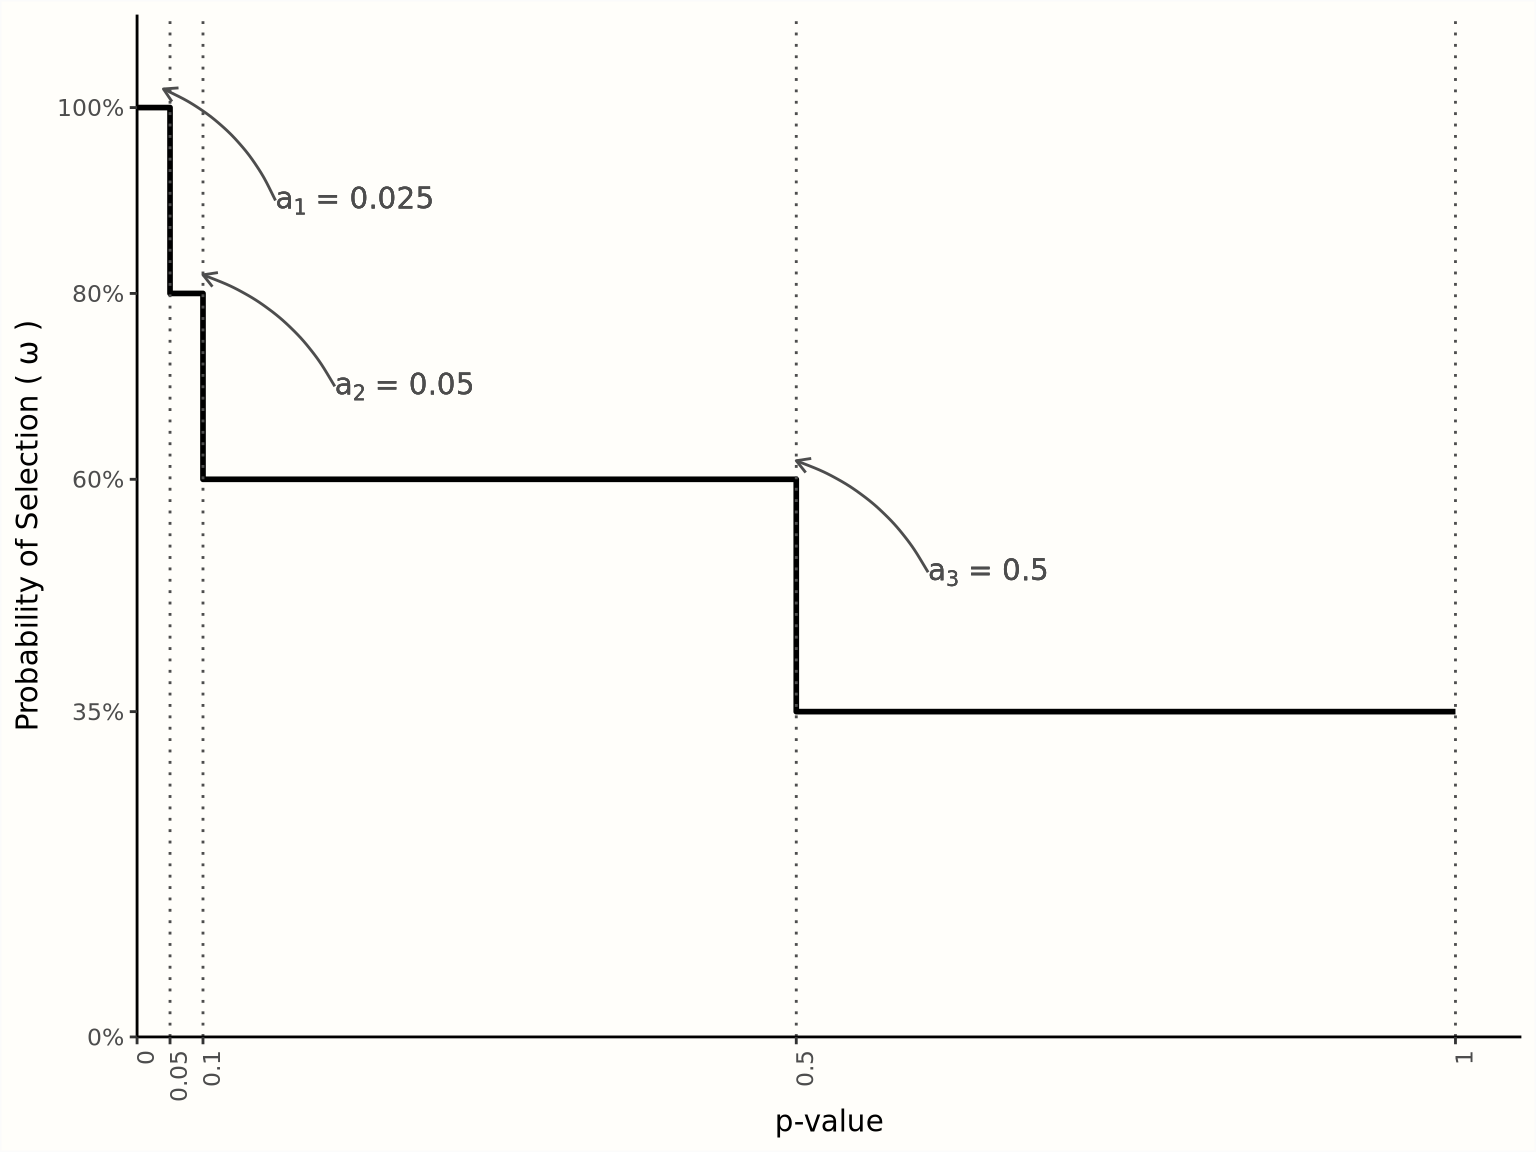 100%
a1 = 0.025
80%
a2 = 0.05
60%
a3 = 0.5
35%
0%
0
0.05
0.1
0.5
1
p-value
Probability of Selection ( ω )